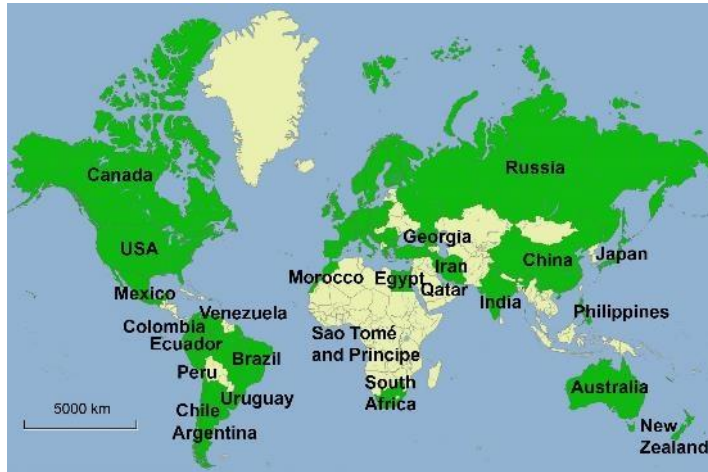 Canada
Russia
USA
Georgia
Japan
China
Iran
Morocco
Egypt
Qatar
India
Mexico
Venezuela
Philippines
Colombia
Ecuador
Sao Tomé
and Principe
Brazil
Peru
South
Africa
Australia
Uruguay
5000 km
Chile
Argentina
New
Zealand